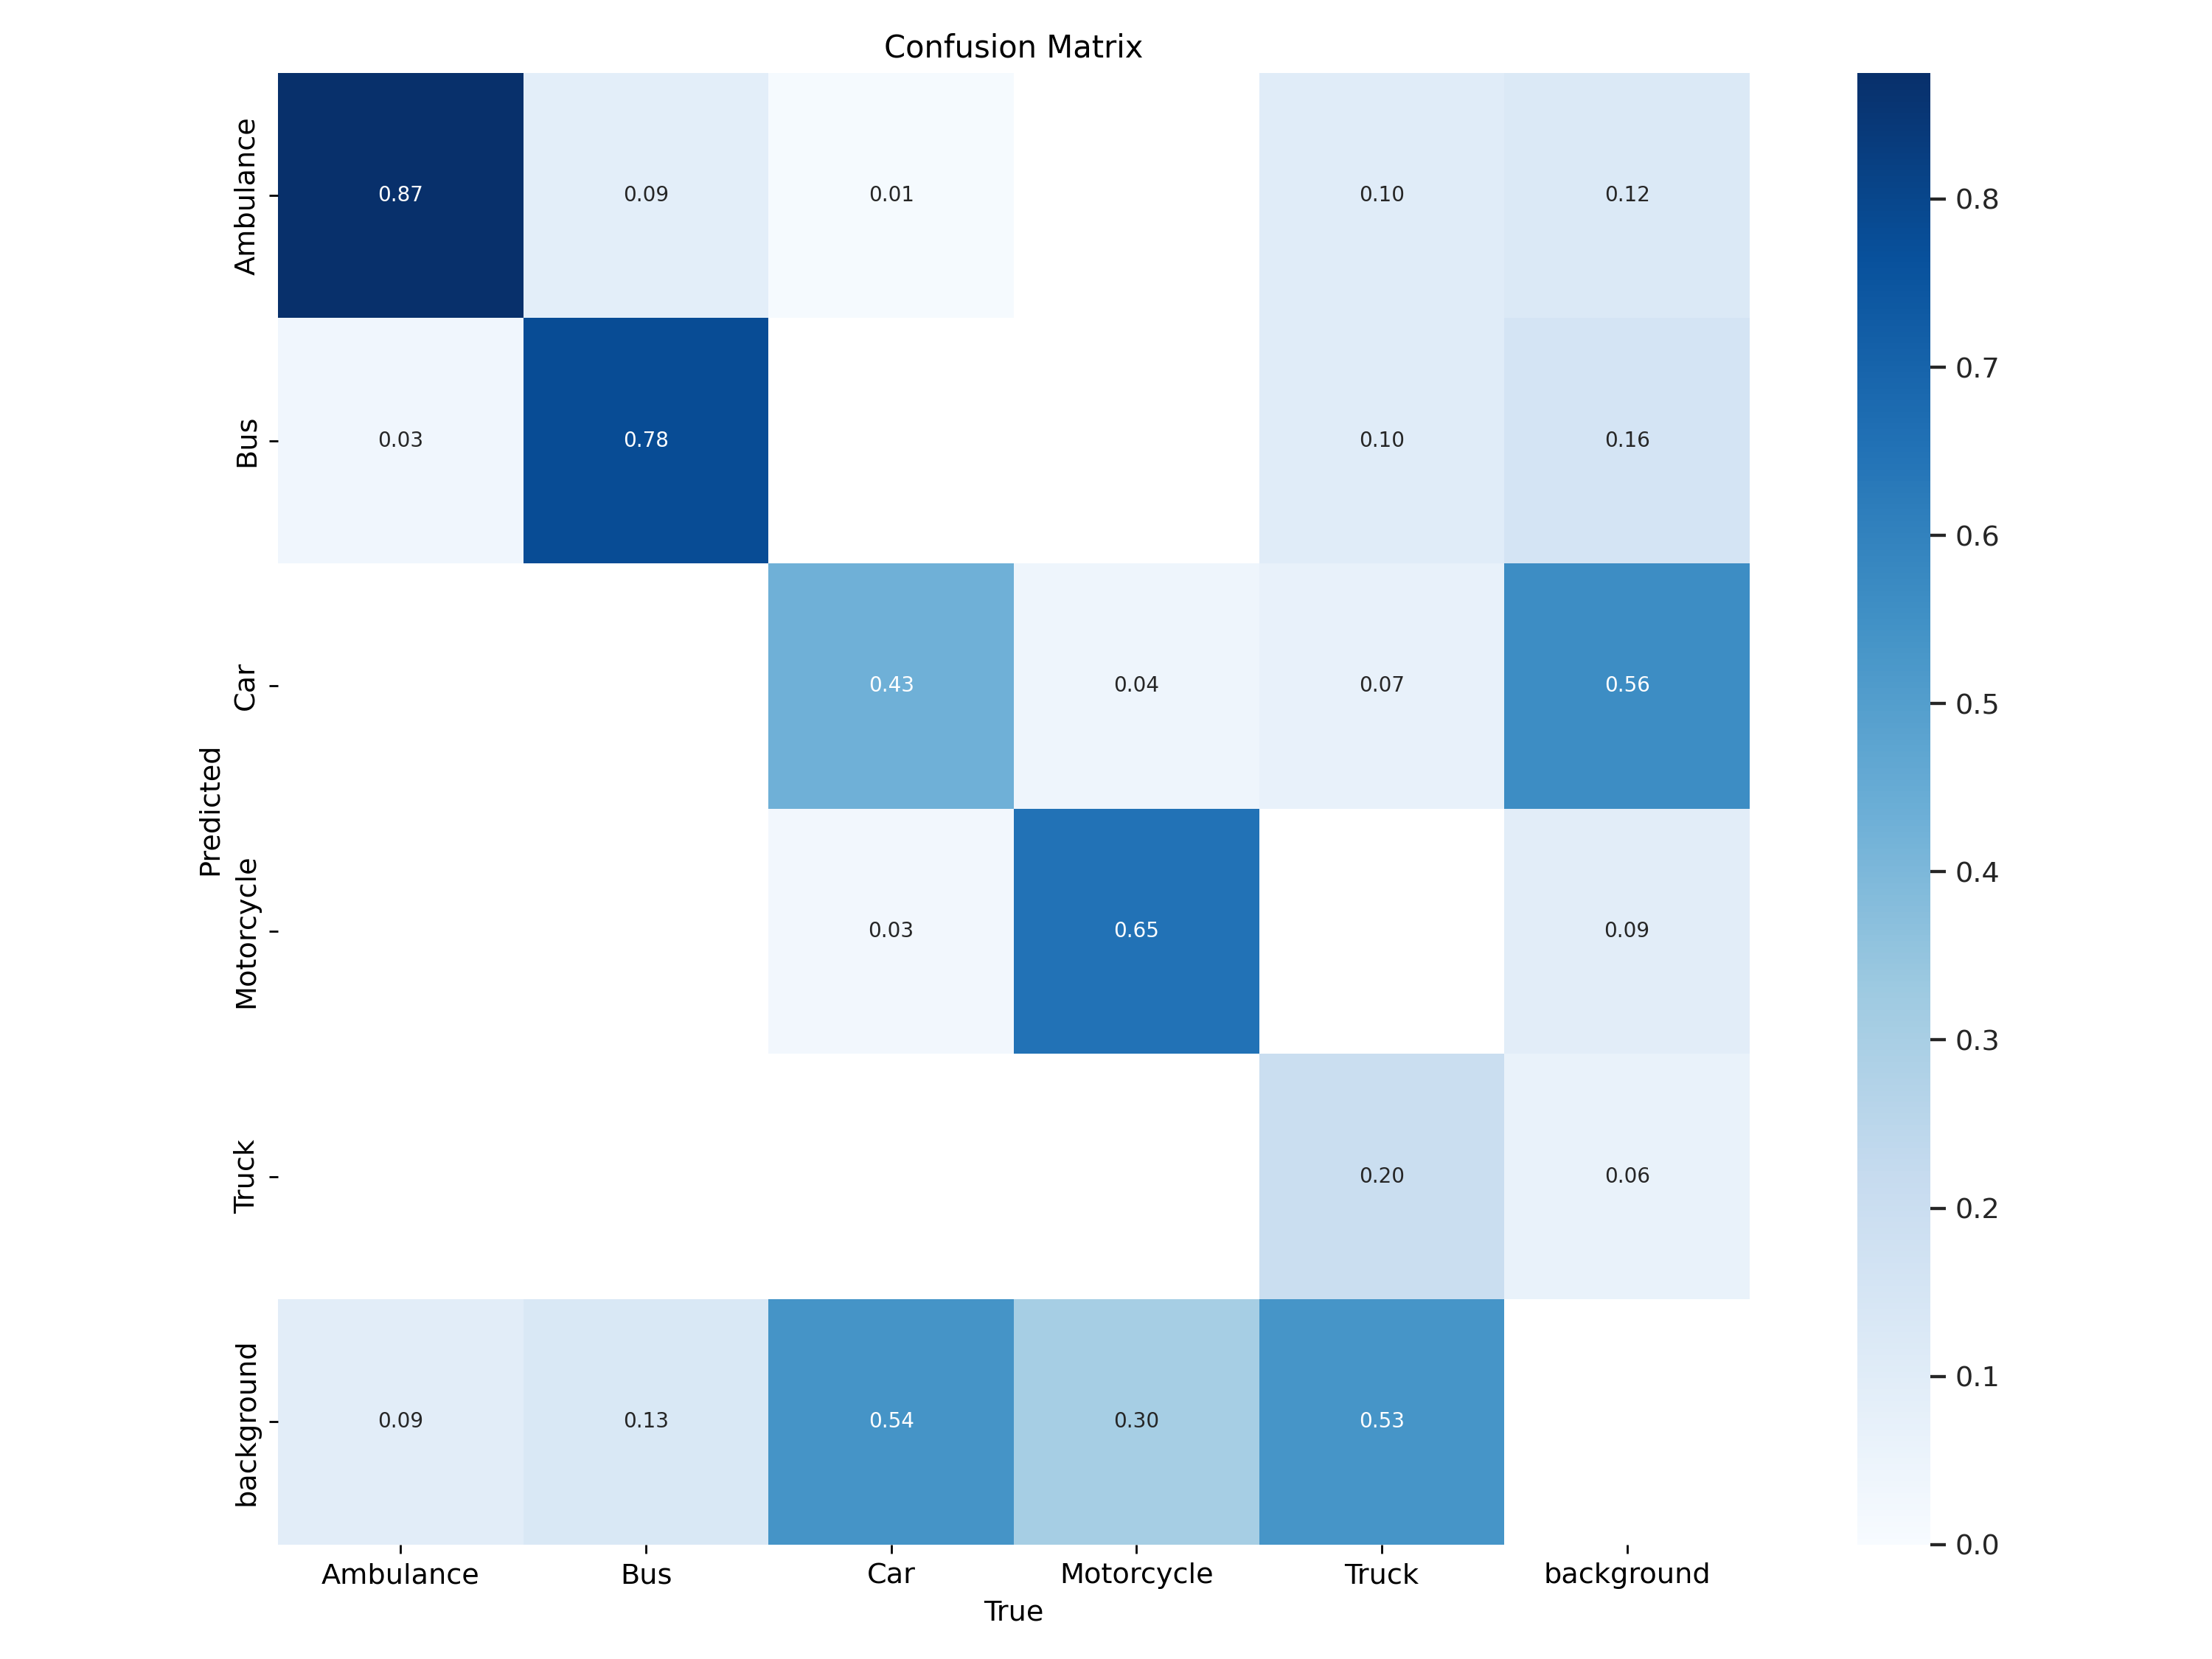 Confusion Matrix
Ambulance
0.87
0.09
0.01
0.10
0.12
Bus
0.03
0.78
0.10
0.16
Car
0.43
0.04
0.07
0.56
Motorcycle
0.03
0.65
0.09
Truck
0.20
0.06
background
0.09
0.13
0.54
0.30
0.53
Predicted
Ambulance
Bus
Car
Motorcycle
Truck
background
True
0.8
0.7
0.6
0.5
0.4
0.3
0.2
0.1
0.0